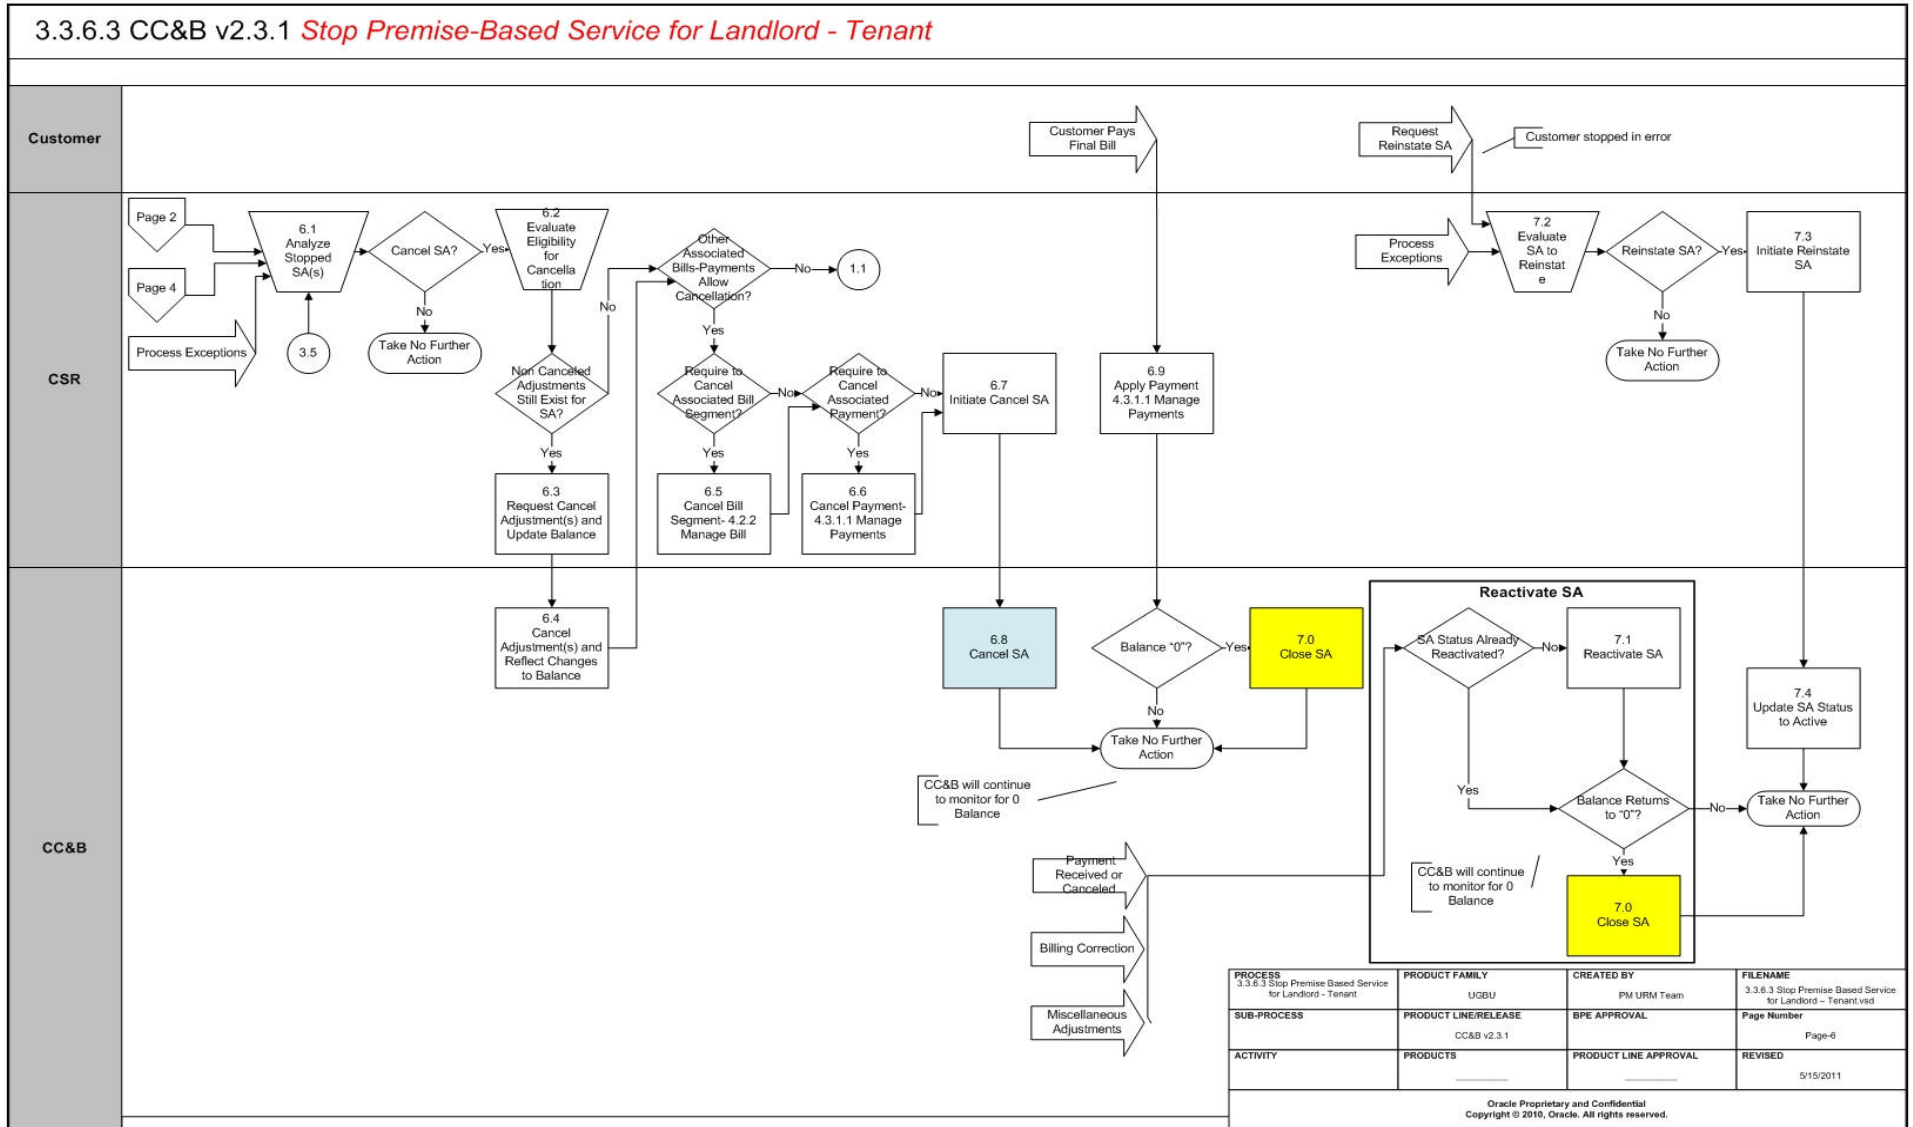 3.3.6.3 CC&B v2.3.1 Stop Premise-Based Service for Landlord - Tenant
Customer
Customer Pays
Final Bill
Request
Reinstate SA
Customer stopped in error
CSR
Page 2
Page 4
Process Exceptions
6.1
Analyze
Stopped
SA(s)
3.5
Cancel SA?
Yes
No
Take No Further
Action
6.2
Evaluate
Eligibility
for
Cancella
tion
Non Canceled
Adjustments
Still Exist for
SA?
No
Yes
6.3
Request Cancel
Adjustment(s) and
Update Balance
Other
Associated
Bills-Payments
Allow
Cancellation?
No
1.1
Yes
Require to
Cancel
Associated Bill
Segment?
No
Yes
6.5
Cancel Bill
Segment- 4.2.2
Manage Bill
Require to
Cancel
Associated
Payment?
No
Yes
6.6
Cancel Payment-
4.3.1.1 Manage
Payments
6.7
Initiate Cancel SA
6.9
Apply Payment
4.3.1.1 Manage
Payments
Process
Exceptions
7.2
Evaluate
SA to
Reinstat
e
Reinstate SA?
Yes
No
Take No Further
Action
7.3
Initiate Reinstate
SA
CC&B
6.4
Cancel
Adjustment(s) and
Reflect Changes
to Balance
6.8
Cancel SA
Balance “0”?
Yes
No
7.0
Close SA
Take No Further
Action
CC&B will continue
to monitor for 0
Balance
Payment
Received or
Canceled
Billing Correction
Miscellaneous
Adjustments
Reactivate SA
SA Status Already
Reactivated?
No
Yes
7.1
Reactivate SA
Balance Returns
to “0”?
No
Yes
CC&B will continue
to monitor for 0
Balance
7.0
Close SA
7.4
Update SA Status
to Active
Take No Further
Action
PROCESS
3.3.6.3 Stop Premise Based Service
for Landlord - Tenant
PRODUCT FAMILY
UGBU
CREATED BY
PM URM Team
FILENAME
3.3.6.3 Stop Premise Based Service
for Landlord – Tenant.vsd
SUB-PROCESS
PRODUCT LINE/RELEASE
CC&B v2.3.1
BPE APPROVAL
Page Number
Page-6
ACTIVITY
PRODUCTS
PRODUCT LINE APPROVAL
REVISED
5/15/2011
Oracle Proprietary and Confidential
Copyright © 2010, Oracle. All rights reserved.